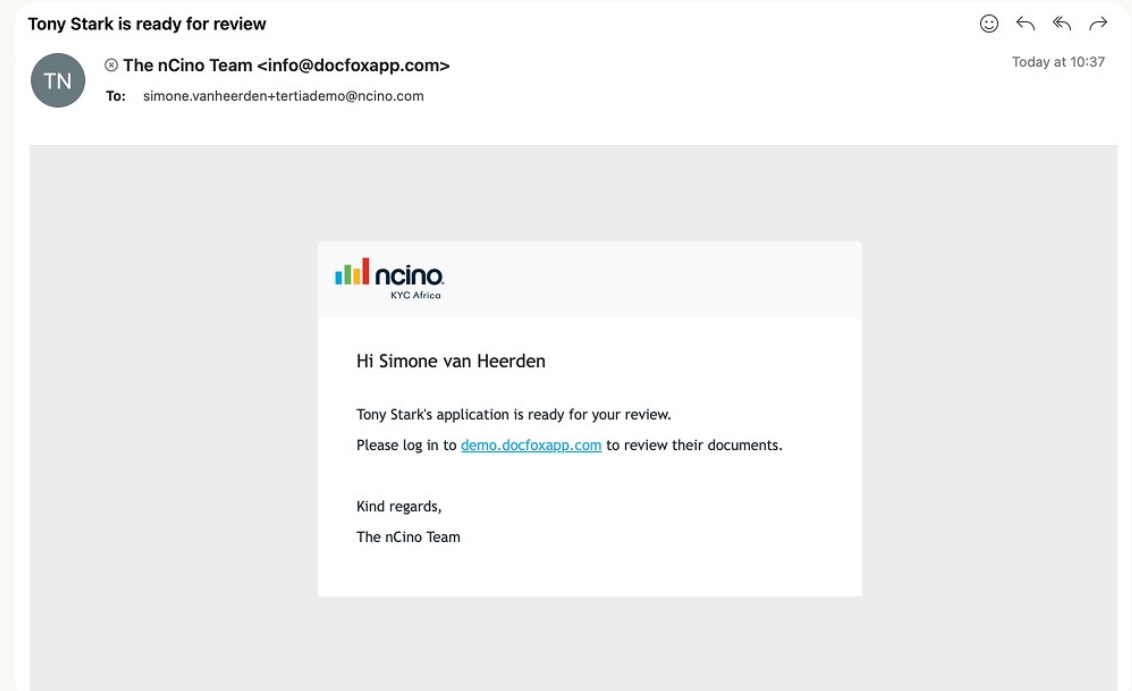 Tony Stark is ready for review
TN
The nCino Team <info@docfoxapp.com>
Today at 10:37
To: simone.vanheerden+tertiademo@ncino.com
ncino.
KYC Africa
Hi Simone van Heerden
Tony Stark's application is ready for your review.
Please log in to demo.docfoxapp.com to review their documents.
Kind regards,
The nCino Team